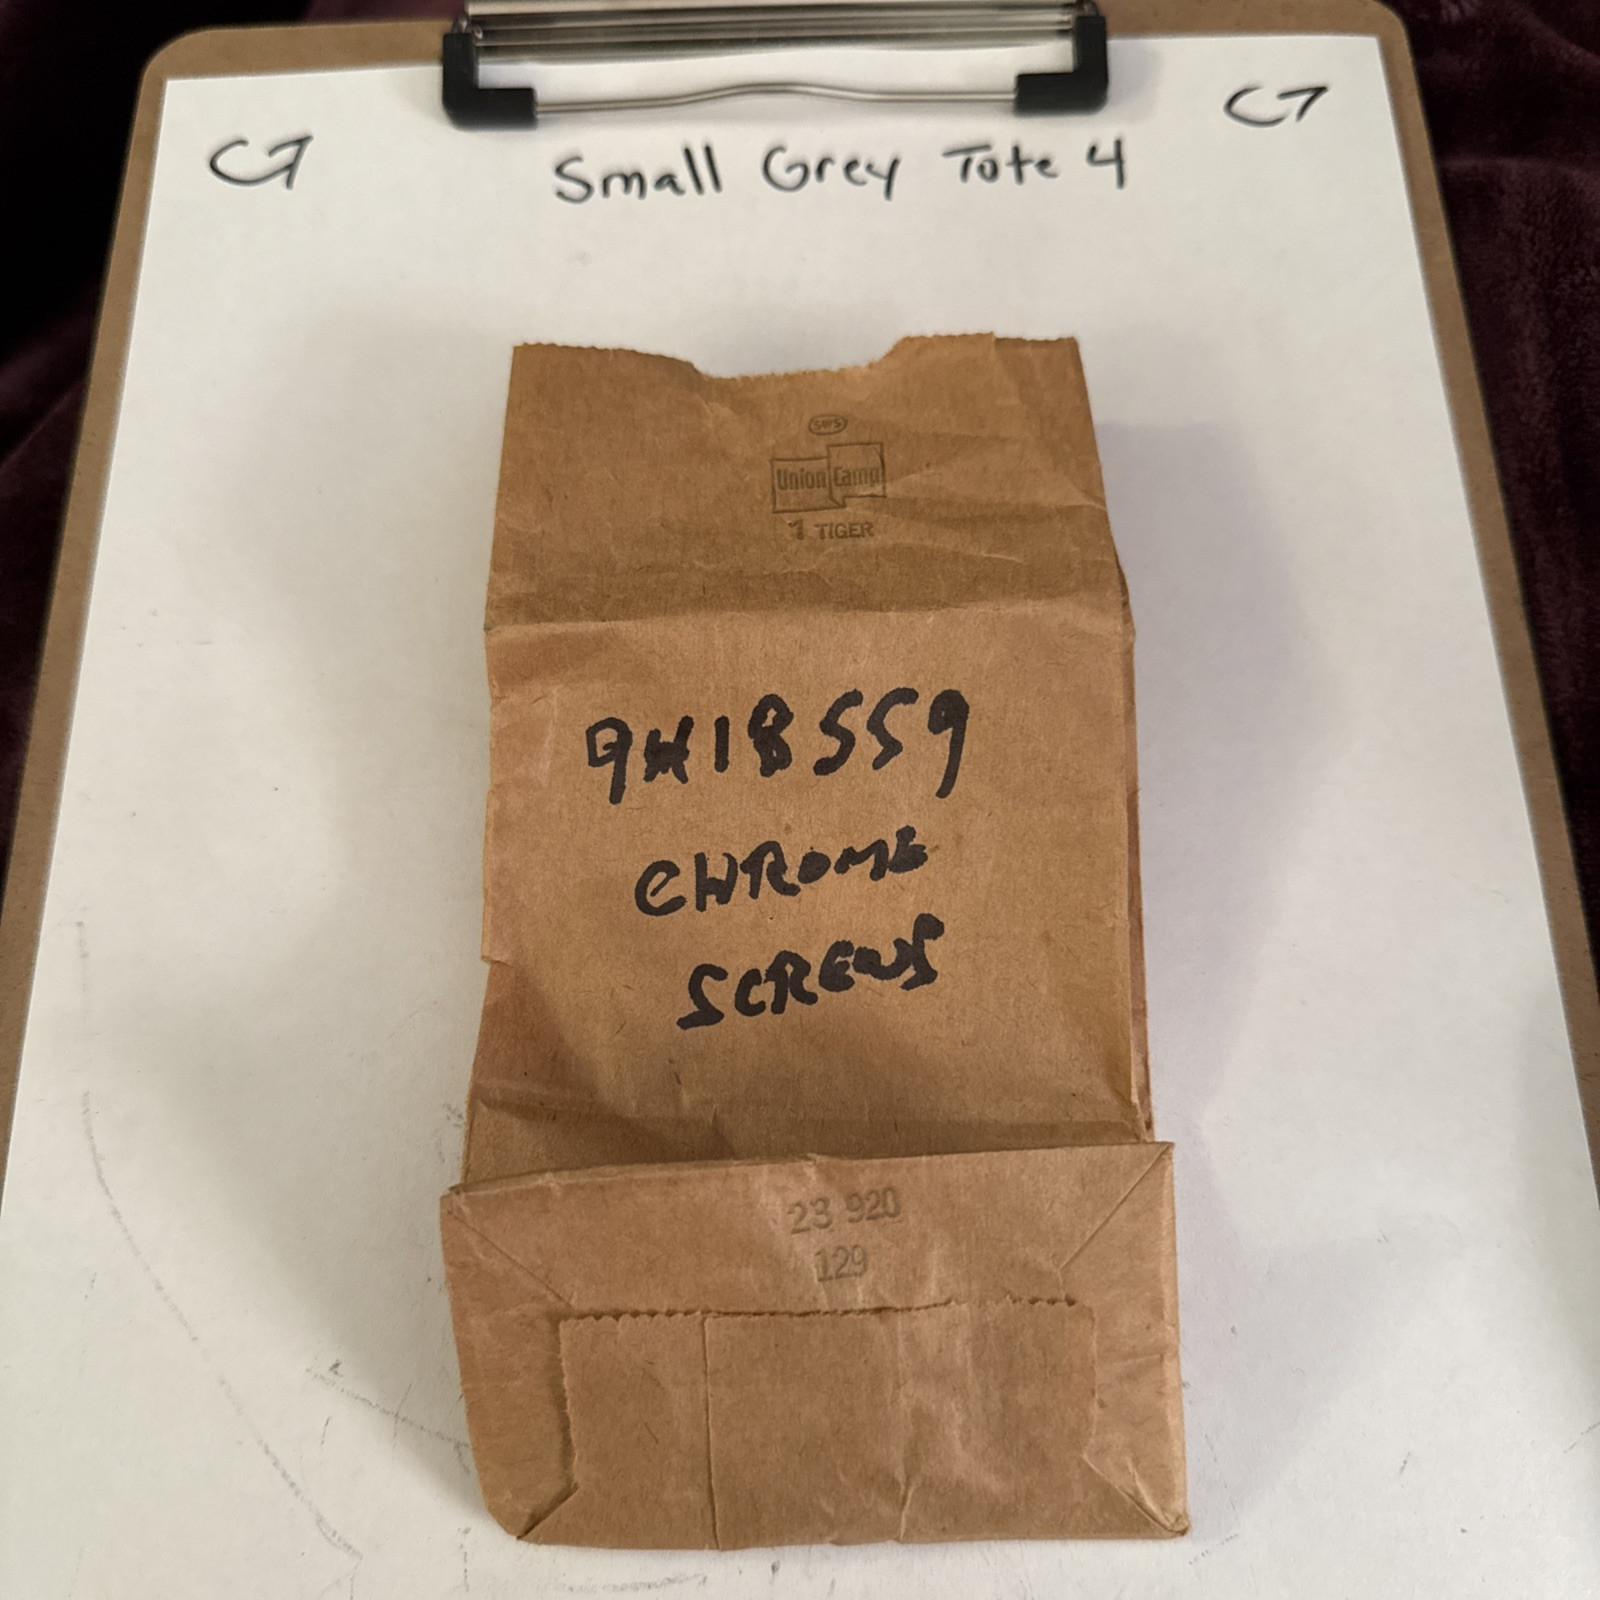 C7
Small Grey Tote 4
C7
SWS
Union Camp
1 TIGER
9H18559
CHROME
SCREWS
23 920
129